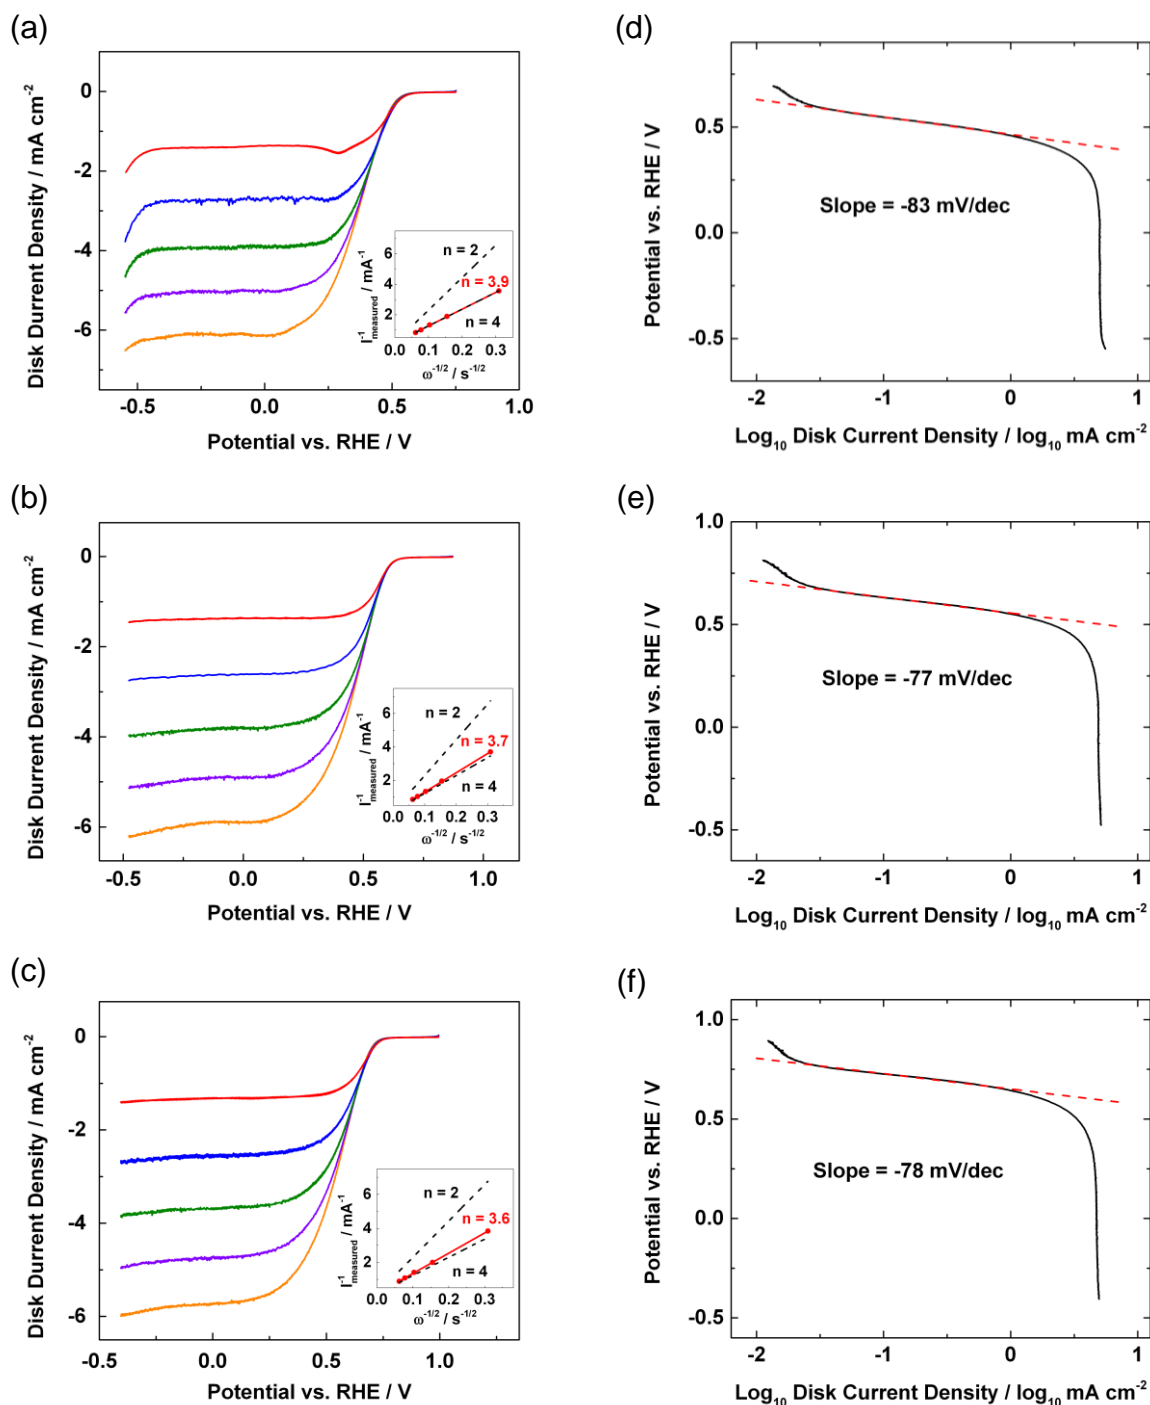 (a)
0
-2
-4
-6
-0.5 0.0 0.5 1.0
Disk Durrent Density / mA cm⁻²
Potential vs. RHE / V
6
4
2
0
0.0 0.1 0.2 0.3
I⁻¹measured / mA⁻¹
ω⁻¹/² / s⁻¹/²
n = 2
n = 3.9
n = 4
(d)
0.5
0.0
-0.5
-2 -1 0 1
Potential vs. RHE / V
Log₁₀ Disk Current Density / log₁₀ mA cm⁻²
Slope = -83 mV/dec
(b)
0
-2
-4
-6
-0.5 0.0 0.5 1.0
Disk Durrent Density / mA cm⁻²
Potential vs. RHE / V
6
4
2
0.0 0.1 0.2 0.3
I⁻¹measured / mA⁻¹
ω⁻¹/² / s⁻¹/²
n = 2
n = 3.7
n = 4
(e)
1.0
0.5
0.0
-0.5
-2 -1 0 1
Potential vs. RHE / V
Log₁₀ Disk Current Density / log₁₀ mA cm⁻²
Slope = -77 mV/dec
(c)
0
-2
-4
-6
-0.5 0.0 0.5 1.0
Disk Durrent Density / mA cm⁻²
Potential vs. RHE / V
6
4
2
0.0 0.1 0.2 0.3
I⁻¹measured / mA⁻¹
ω⁻¹/² / s⁻¹/²
n = 2
n = 3.6
n = 4
(f)
1.0
0.5
0.0
-0.5
-2 -1 0 1
Potential vs. RHE / V
Log₁₀ Disk Current Density / log₁₀ mA cm⁻²
Slope = -78 mV/dec